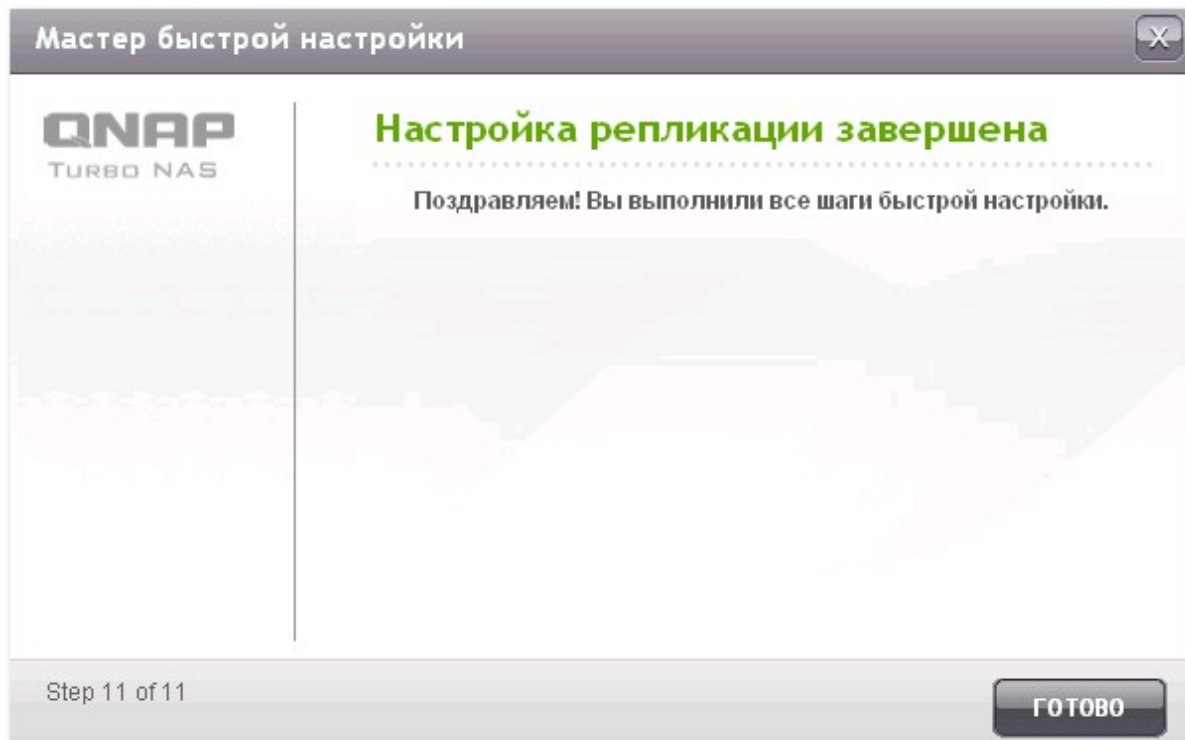 Мастер быстрой настройки
X
QNAP
TURBO NAS
Настройка репликации завершена
Поздравляем! Вы выполнили все шаги быстрой настройки.
Step 11 of 11
ГОТОВО